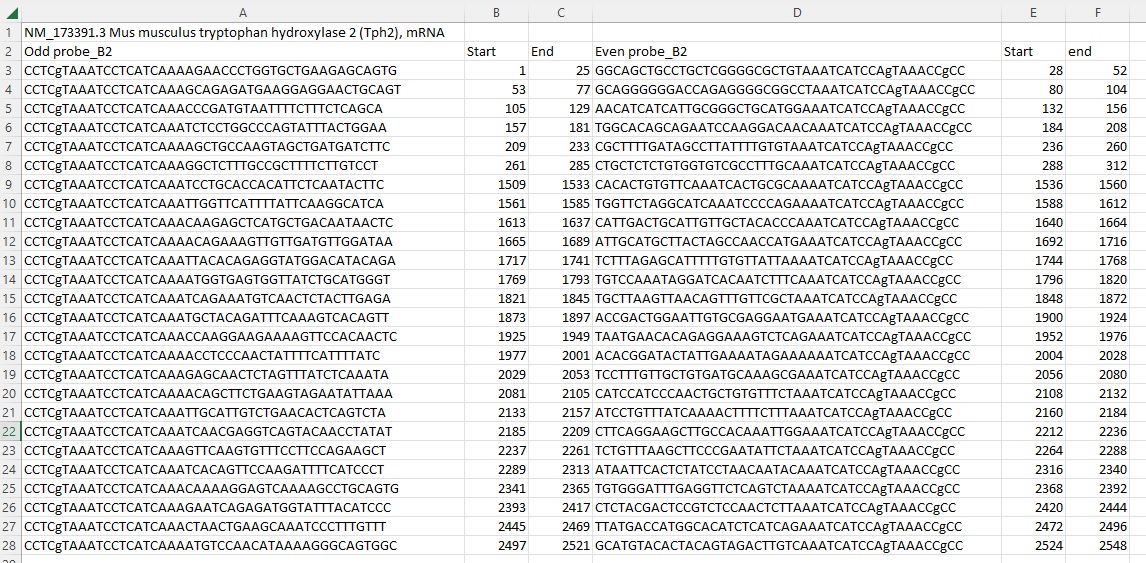 A B C D E F
1 NM_173391.3 Mus musculus tryptophan hydroxylase 2 (Tph2), mRNA
2 Odd probe_B2 Start End Even probe_B2 Start end
3 CCTCgTAAATCCTCATCAAAAGAACCCTGGTGCTGAAGAGCAGTG 1 25 GGCAGCTGCCTGCTCGGGGCGCTGTAAATCATCCAgTAAACCgCC 28 52
4 CCTCgTAAATCCTCATCAAAGCAGAGATGAAGGAGGAACTGCAGT 53 77 GCAGGGGGGACCAGAGGGGCGGCCTAAATCATCCAgTAAACCgCC 80 104
5 CCTCgTAAATCCTCATCAAACCCGATGTAATTTTCTTTCTCAGCA 105 129 AACATCATCATTGCGGGCTGCATGGAAATCATCCAgTAAACCgCC 132 156
6 CCTCgTAAATCCTCATCAAATCTCCTGGCCCAGTATTTACTGGAA 157 181 TGGCACAGCAGAATCCAAGGACAACAAATCATCCAgTAAACCgCC 184 208
7 CCTCgTAAATCCTCATCAAAGCTGCCAAGTAGCTGATGATCTTC 209 233 CGCTTTTGATAGCCTTATTTTGTGTAAATCATCCAgTAAACCgCC 236 260
8 CCTCgTAAATCCTCATCAAAGGCTCTTTGCCGCTTTTCTTGTCCT 261 285 CTGCTCTCTGTGGTGTCGCCTTTGCAAATCATCCAgTAAACCgCC 288 312
9 CCTCgTAAATCCTCATCAAATCCTGCACCACATTCTCAATACTTC 1509 1533 CACACTGTGTTCAAATCACTGCGCAAAATCATCCAgTAAACCgCC 1536 1560
10 CCTCgTAAATCCTCATCAAATTGGTTCATTTTATTCAAGGCATCA 1561 1585 TGGTTCTAGGCATCAAATCCCCAGAAAATCATCCAgTAAACCgCC 1588 1612
11 CCTCgTAAATCCTCATCAAACAAGAGCTCATGCTGACAATAACTC 1613 1637 CATTGACTGCATTGTTGCTACACCCAAATCATCCAgTAAACCgCC 1640 1664
12 CCTCgTAAATCCTCATCAAAACAGAAAGTTGTTGATGTTGGATAA 1665 1689 ATTGCATGCTTACTAGCCAACCATGAAATCATCCAgTAAACCgCC 1692 1716
13 CCTCgTAAATCCTCATCAAATTACACAGAGGTATGGACATACAGA 1717 1741 TCTTTAGAGCATTTTTGTGTTATTAAAATCATCCAgTAAACCgCC 1744 1768
14 CCTCgTAAATCCTCATCAAAATGGTGAGTGGTTATCTGCATGGGT 1769 1793 TGTCCAAATAGGATCACAATCTTTCAAATCATCCAgTAAACCgCC 1796 1820
15 CCTCgTAAATCCTCATCAAATCAGAAATGTCAACTCTACTTGAGA 1821 1845 TGCTTAAGTTAACAGTTTGTTCGCTAAATCATCCAgTAAACCgCC 1848 1872
16 CCTCgTAAATCCTCATCAAATGCTACAGATTTCAAAGTCACAGTT 1873 1897 ACCGACTGGAATTGTGCGAGGAATGAAATCATCCAgTAAACCgCC 1900 1924
17 CCTCgTAAATCCTCATCAAACCAAGGAAGAAAAGTTCCACAACTC 1925 1949 TAATGAACACAGAGGAAAGTCTCAGAAATCATCCAgTAAACCgCC 1952 1976
18 CCTCgTAAATCCTCATCAAAACCTCCCAACTATTTTCATTTTATC 1977 2001 ACACGGATACTATTGAAAATAGAAAAAATCATCCAgTAAACCgCC 2004 2028
19 CCTCgTAAATCCTCATCAAAGAGCAACTCTAGTTTATCTCAAATA 2029 2053 TCCTTTGTTGCTGTGATGCAAAGCGAAATCATCCAgTAAACCgCC 2056 2080
20 CCTCgTAAATCCTCATCAAAACAGCTTCTGAAGTAGAATATTAAA 2081 2105 CATCCATCCCAACTGCTGTGTTTCTAAATCATCCAgTAAACCgCC 2108 2132
21 CCTCgTAAATCCTCATCAAATTGCATTGTCTGAACACTCAGTCTA 2133 2157 ATCCTGTTTATCAAAACTTTTCTTTAAATCATCCAgTAAACCgCC 2160 2184
22 CCTCgTAAATCCTCATCAAATCAACGAGGTCAGTACAACCTATAT 2185 2209 CTTCAGGAAGCTTGCCACAAATTGGAAATCATCCAgTAAACCgCC 2212 2236
23 CCTCgTAAATCCTCATCAAAGTTCAAGTGTTTCCTTCCAGAAGCT 2237 2261 TCTGTTTAAGCTTCCCGAATATTCTAAATCATCCAgTAAACCgCC 2264 2288
24 CCTCgTAAATCCTCATCAAATCACAGTTCCAAGATTTTCATCCCT 2289 2313 ATAATTCACTCTATCCTAACAATACAAATCATCCAgTAAACCgCC 2316 2340
25 CCTCgTAAATCCTCATCAAACAAAAGGAGTCAAAAGCCTGCAGTG 2341 2365 TGTGGGATTTGAGGTTCTCAGTCTAAAATCATCCAgTAAACCgCC 2368 2392
26 CCTCgTAAATCCTCATCAAAGAATCAGAGATGGTATTTACATCCC 2393 2417 CTCTACGACTCCGTCTCCAACTCTTAAATCATCCAgTAAACCgCC 2420 2444
27 CCTCgTAAATCCTCATCAAACTAACTGAAGCAAATCCCTTTGTTT 2445 2469 TTATGACCATGGCACATCTCATCAGAAATCATCCAgTAAACCgCC 2472 2496
28 CCTCgTAAATCCTCATCAAAATGTCCAACATAAAAGGGCAGTGGC 2497 2521 GCATGTACACTACAGTAGACTTGTCAAATCATCCAgTAAACCgCC 2524 2548